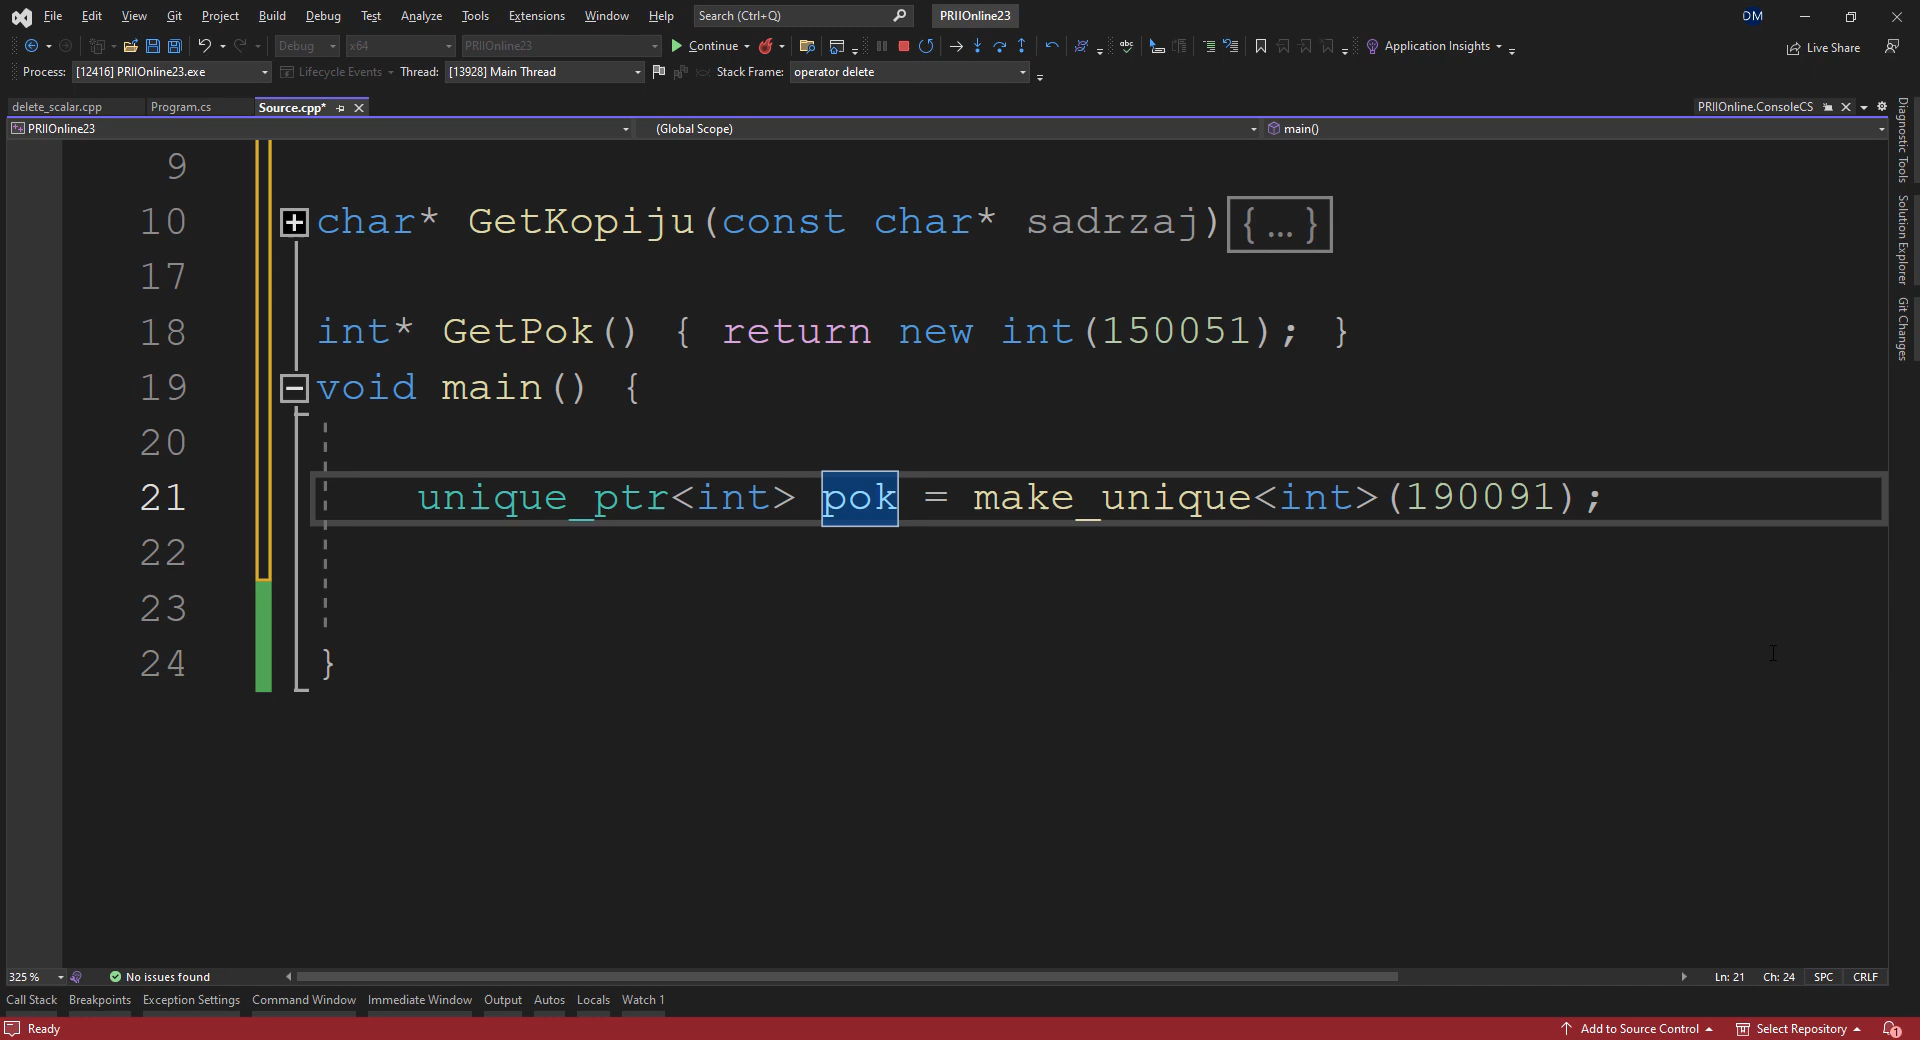 File Edit View Git Project Build Debug Test Analyze Tools Extensions Window Help Search (Ctrl+Q) PRIIOnline23 DM
Debug x64 PRIIOnline23 Continue Application Insights Live Share
Process: [12416] PRIIOnline23.exe Lifecycle Events Thread: [13928] Main Thread Stack Frame: operator delete
delete_scalar.cpp Program.cs Source.cpp* PRIIOnline.ConsoleCS
PRIIOnline23 (Global Scope) main()
9
10 char* GetKopiju(const char* sadrzaj){...}
17
18 int* GetPok() { return new int(150051); }
19 void main() {
20
21 unique_ptr<int> pok = make_unique<int>(190091);
22
23
24 }
Diagnostic Tools
Solution Explorer
Git Changes
325 % No issues found Ln: 21 Ch: 24 SPC CRLF
Call Stack Breakpoints Exception Settings Command Window Immediate Window Output Autos Locals Watch 1
Ready Add to Source Control Select Repository 1